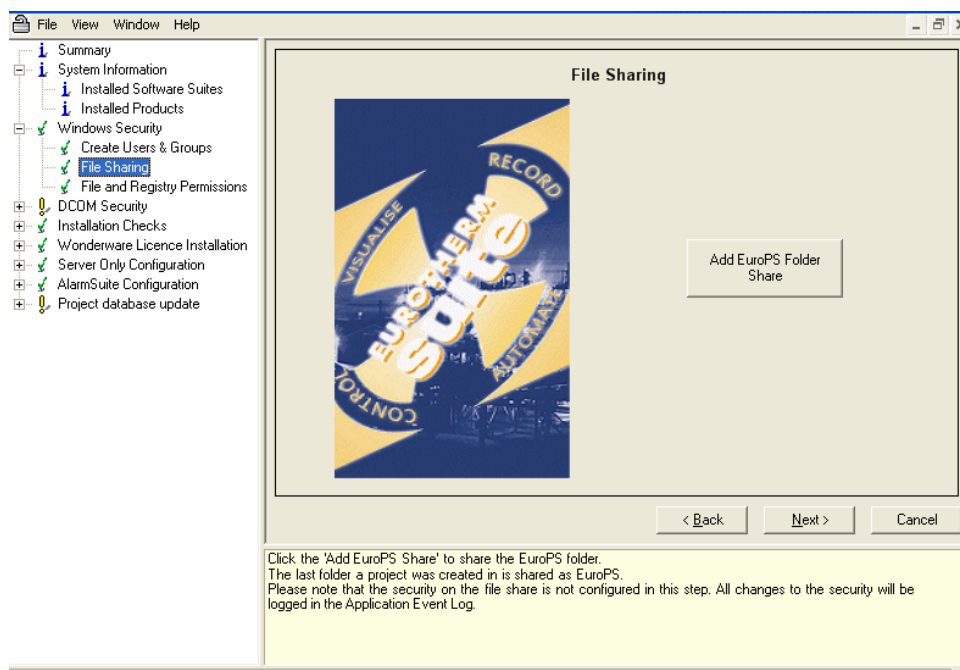 File View Window Help
Summary
System Information
Installed Software Suites
Installed Products
Windows Security
Create Users & Groups
File Sharing
File and Registry Permissions
DCOM Security
Installation Checks
Wonderware Licence Installation
Server Only Configuration
AlarmSuite Configuration
Project database update
File Sharing
RECORD
VISUALISE
EUROTHERM
Suite
AUTOMATE
CONTROL
Add EuroPS Folder
Share
< Back
Next >
Cancel
Click the 'Add EuroPS Share' to share the EuroPS folder.
The last folder a project was created in is shared as EuroPS.
Please note that the security on the file share is not configured in this step. All changes to the security will be
logged in the Application Event Log.